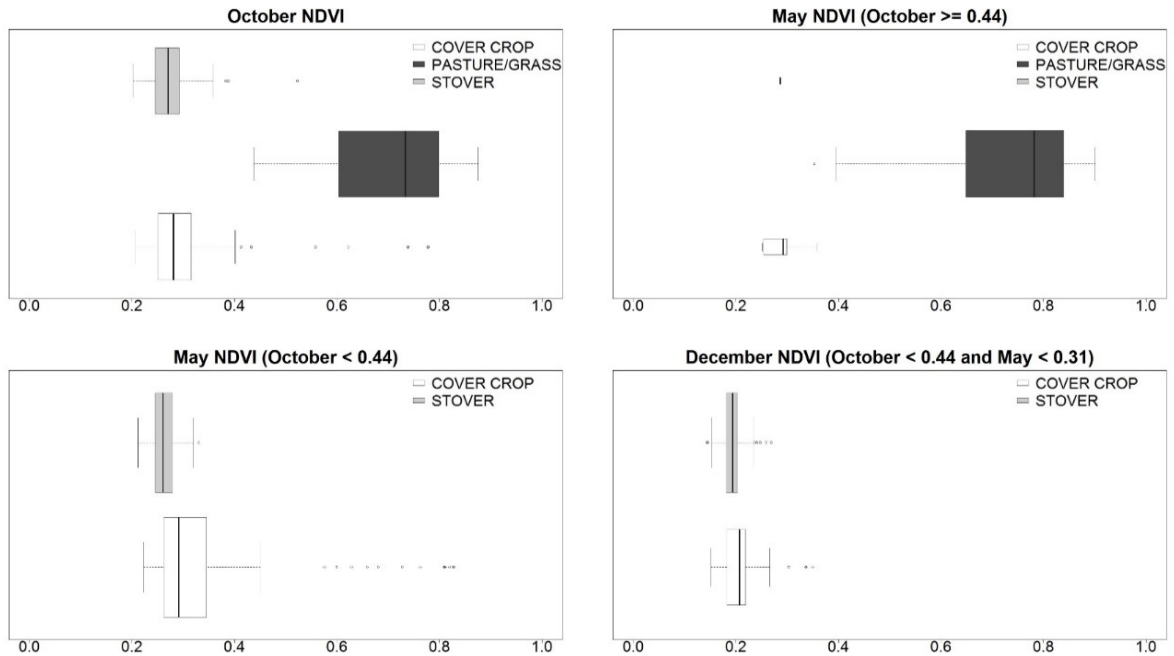 October NDVI
COVER CROP
PASTURE/GRASS
STOVER
0.0 0.2 0.4 0.6 0.8 1.0
May NDVI (October >= 0.44)
COVER CROP
PASTURE/GRASS
STOVER
0.0 0.2 0.4 0.6 0.8 1.0
May NDVI (October < 0.44)
COVER CROP
STOVER
0.0 0.2 0.4 0.6 0.8 1.0
December NDVI (October < 0.44 and May < 0.31)
COVER CROP
STOVER
0.0 0.2 0.4 0.6 0.8 1.0